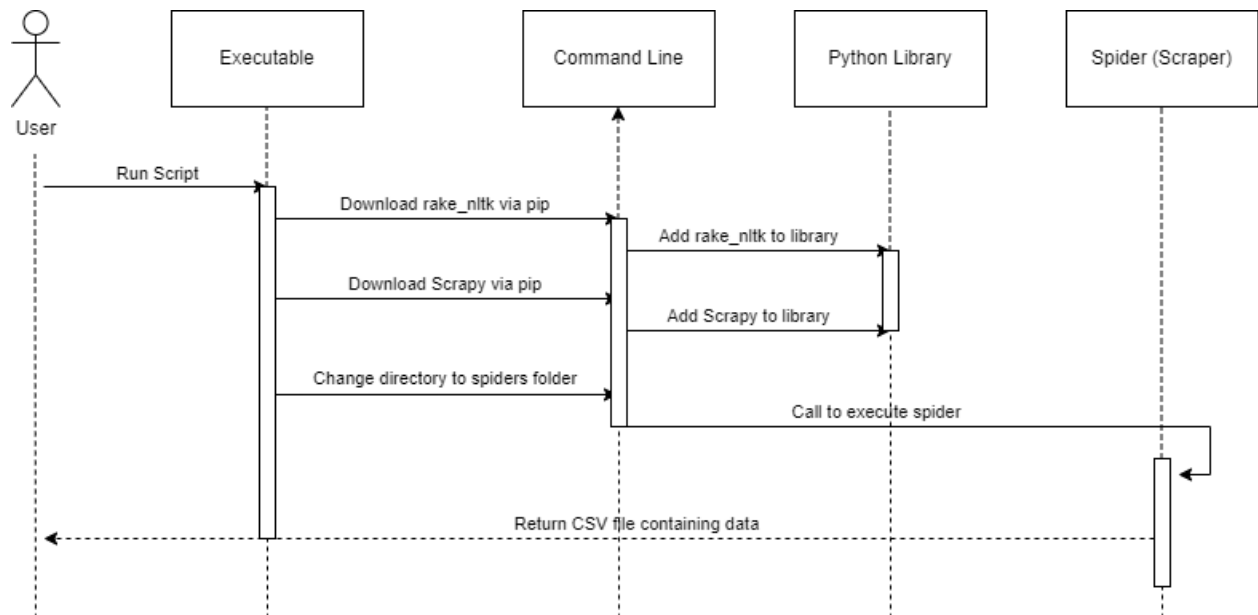 Executable
Command Line
Python Library
Spider (Scraper)
User
Run Script
Download rake_nltk via pip
Add rake_nltk to library
Download Scrapy via pip
Add Scrapy to library
Change directory to spiders folder
Call to execute spider
Return CSV file containing data